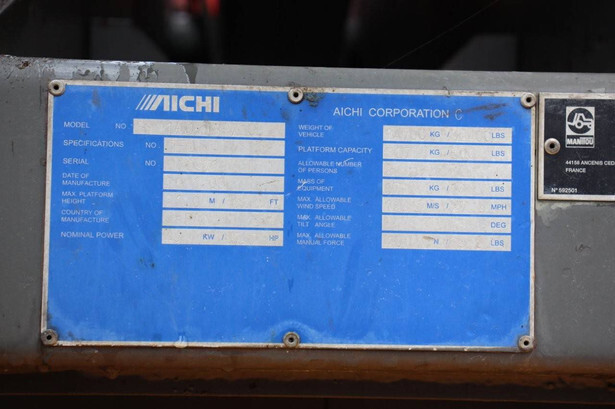 AICHI
AICHI CORPORATION C
MODEL NO
SPECIFICATIONS NO
SERIAL NO
DATE OF
MANUFACTURE
MAX. PLATFORM
HEIGHT M / FT
COUNTRY OF
MANUFACTURE
NOMINAL POWER KW / HP
WEIGHT OF
VEHICLE KG / LBS
PLATFORM CAPACITY KG / LBS
ALLOWABLE NUMBER
OF PERSONS
MASS OF
EQUIPMENT KG / LBS
MAX. ALLOWABLE
WIND SPEED M/S / MPH
MAX. ALLOWABLE
TILT ANGLE DEG
MAX. ALLOWABLE
MANUAL FORCE N LBS
MANITOU
44158 ANCENIS CED
FRANCE
N° 592501